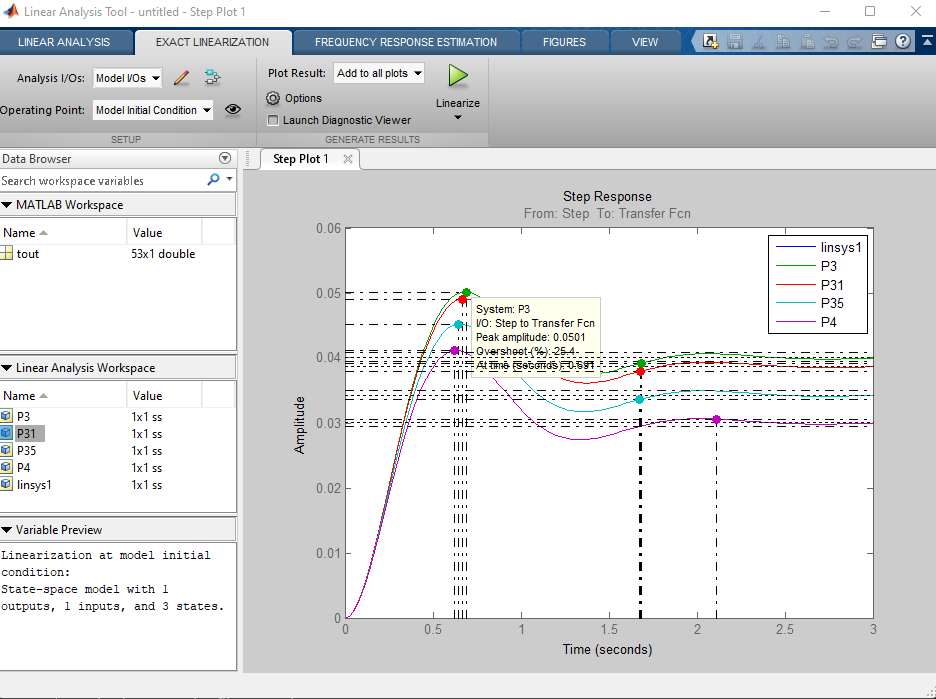 Linear Analysis Tool - untitled - Step Plot 1
LINEAR ANALYSIS EXACT LINEARIZATION FREQUENCY RESPONSE ESTIMATION FIGURES VIEW
Analysis I/Os: Model I/Os
Operating Point: Model Initial Condition
SETUP
Plot Result: Add to all plots
Options
Launch Diagnostic Viewer
Linearize
GENERATE RESULTS
Data Browser
Search workspace variables
MATLAB Workspace
Name Value
tout 53x1 double
Linear Analysis Workspace
Name Value
P3 1x1 ss
P31 1x1 ss
P35 1x1 ss
P4 1x1 ss
linsys1 1x1 ss
Variable Preview
Linearization at model initial
condition:
State-space model with 1
outputs, 1 inputs, and 3 states.
Step Plot 1
Step Response
From: Step To: Transfer Fcn
0.06
0.05
0.04
0.03
0.02
0.01
0
Amplitude
linsys1
P3
P31
P35
P4
System: P3
I/O: Step to Transfer Fcn
Peak amplitude: 0.0501
Overshoot (%): 25.4
At time (seconds): 0.691
0 0.5 1 1.5 2 2.5 3
Time (seconds)